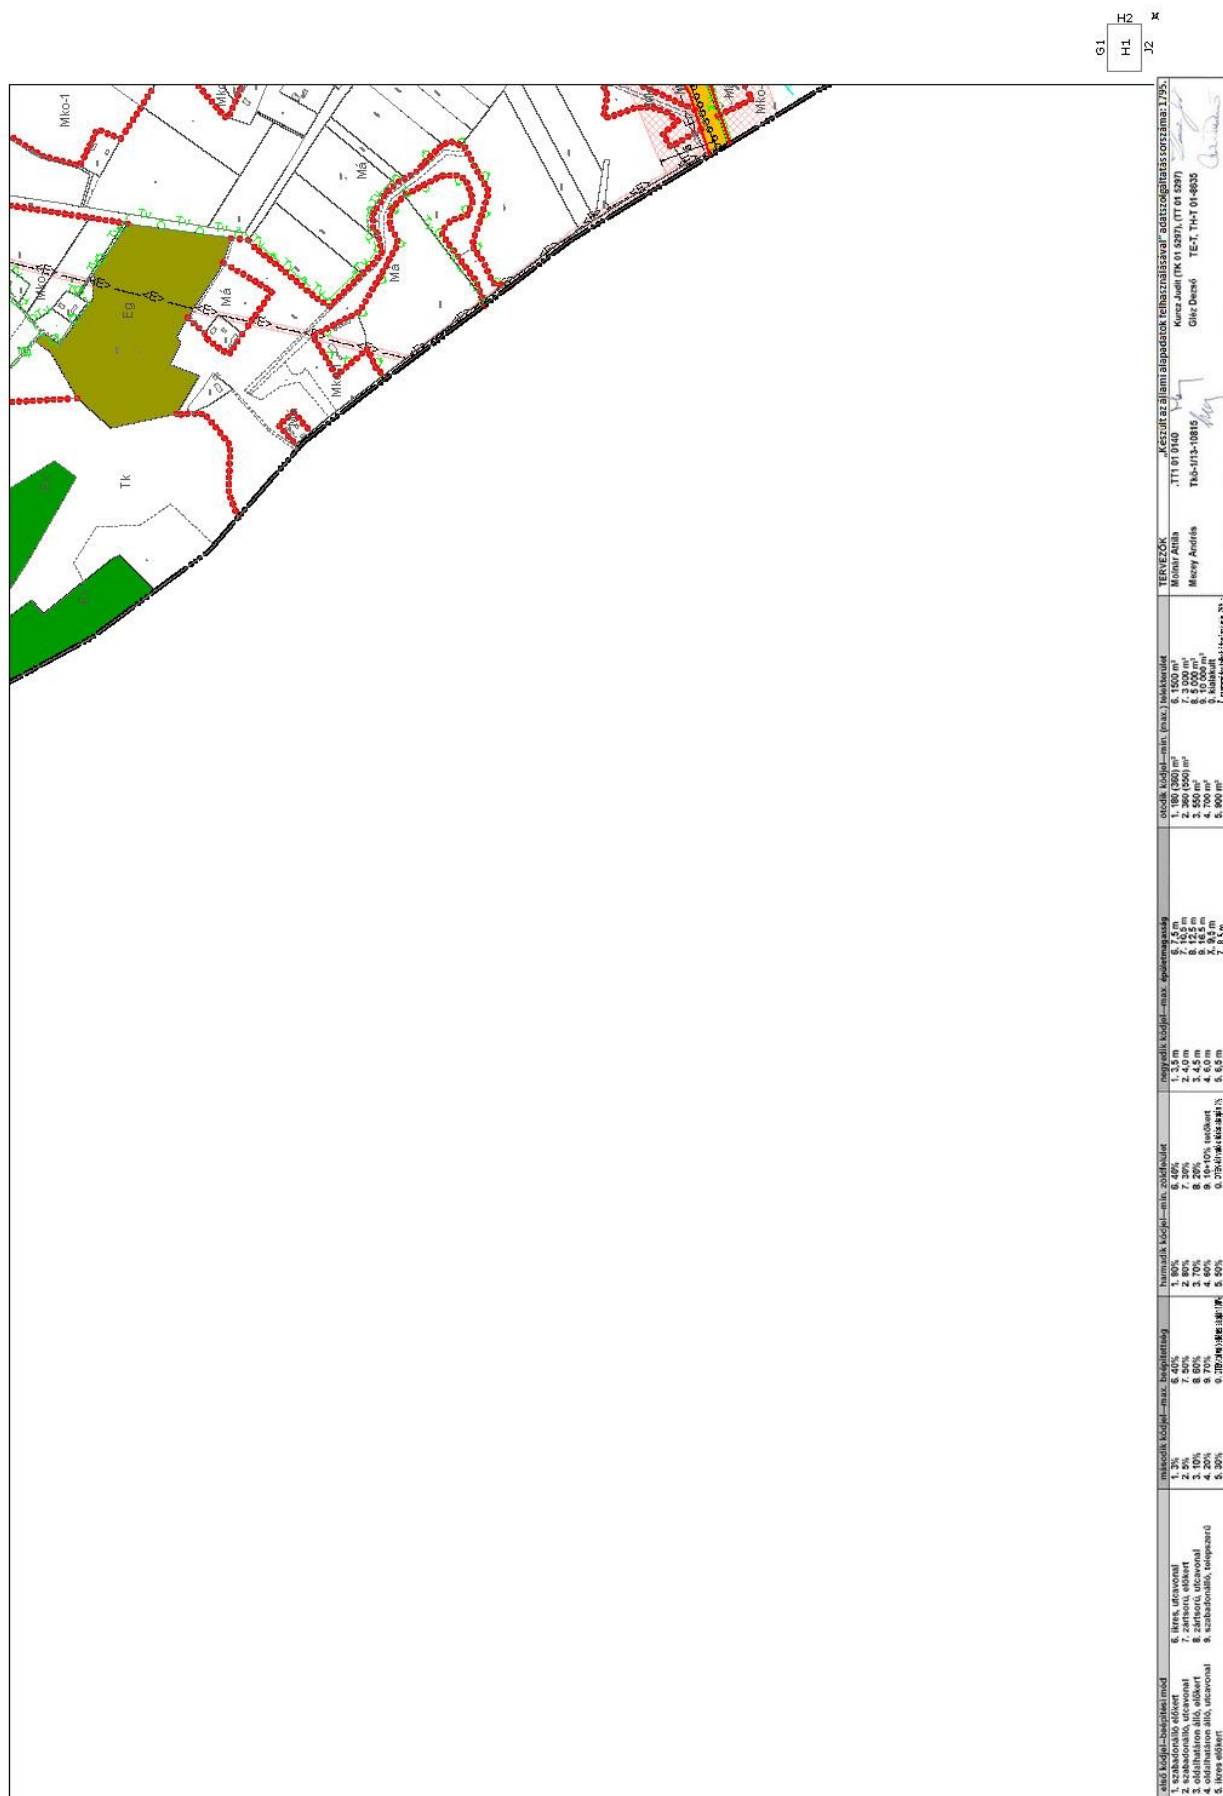 G1
H2
H1
J2
Mko-1
Má
Má
Má
Eg
Tk
Mko-
első kódjel—beépítési mód
1. szabadonálló előkert
2. szabadonálló, utcavonal
3. oldalhatáron álló, előkert
4. oldalhatáron álló, utcavonal
5. ikres előkert
6. ikres, utcavonal
7. zártsorú, előkert
8. zártsorú, utcavonal
9. szabadonálló, telepszerű
második kódjel—max. beépítettség
1. 3%
2. 5%
3. 10%
4. 20%
5. 30%
6. 40%
7. 50%
8. 60%
9. 70%
harmadik kódjel—min. zöldfelület
1. 90%
2. 80%
3. 70%
4. 60%
5. 50%
6. 40%
7. 30%
8. 20%
9. 10+10% tetőkert
negyedik kódjel—max. épületmagasság
1. 3,5 m
2. 4,0 m
3. 4,5 m
4. 6,0 m
5. 6,5 m
6. 7,5 m
7. 10,5 m
8. 12,5 m
9. 16,5 m
X. 9,5 m
ötödik kódjel—min. (max.) telekterület
1. 180 (360) m²
2. 360 (550) m²
3. 550 m²
4. 700 m²
5. 900 m²
6. 1500 m²
7. 3 000 m²
8. 5 000 m²
9. 10 000 m²
0. kialakult
TERVEZŐK
„Készült az állami alapadatok felhasználásával" adatszolgáltatás sorszáma: 1795.
Molnár Attila TT1 01 0140
Kurcz Judit (TK 01 5297), (TT 01 5297)
Mezey András Tkö-1/13-10815
Gléz Dezső TE-T, TH-T 01-8635